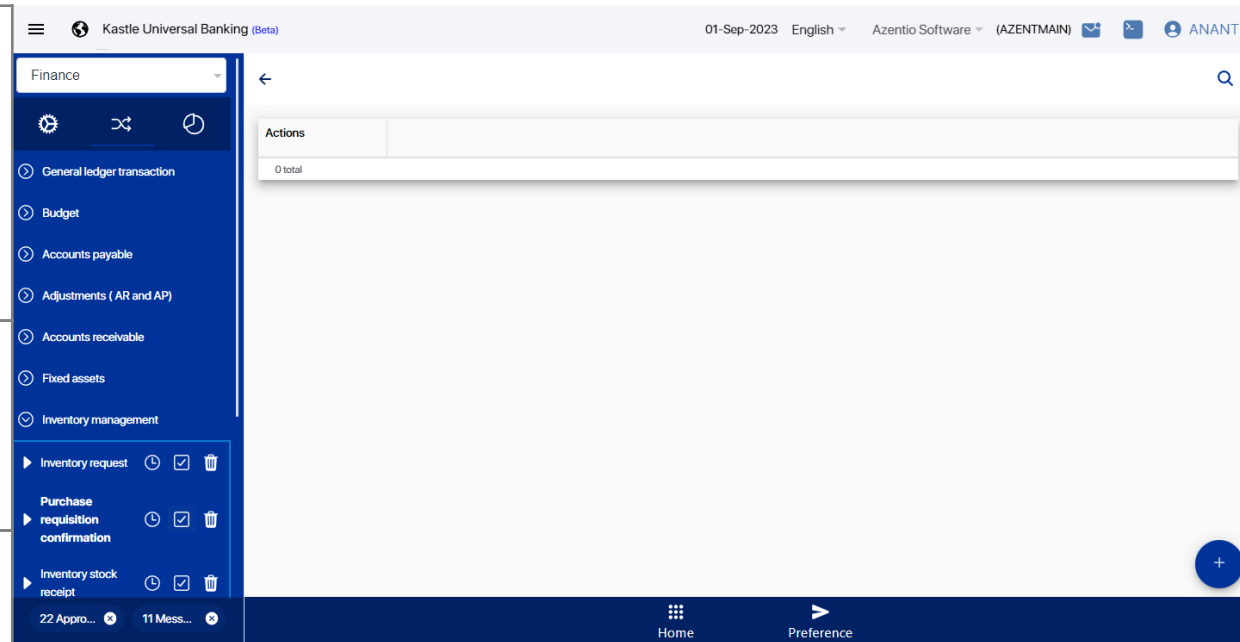 Kastle Universal Banking (Beta)
01-Sep-2023 English Azentio Software (AZENTMAIN) ANANT
Finance
Actions
0 total
General ledger transaction
Budget
Accounts payable
Adjustments ( AR and AP)
Accounts receivable
Fixed assets
Inventory management
Inventory request
Purchase
requisition
confirmation
Inventory stock
receipt
22 Appro... 11 Mess...
Home Preference